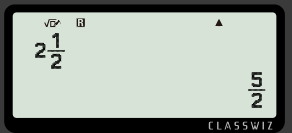 √□/ R ▲
2 1/2
5/2
CLASSWIZ